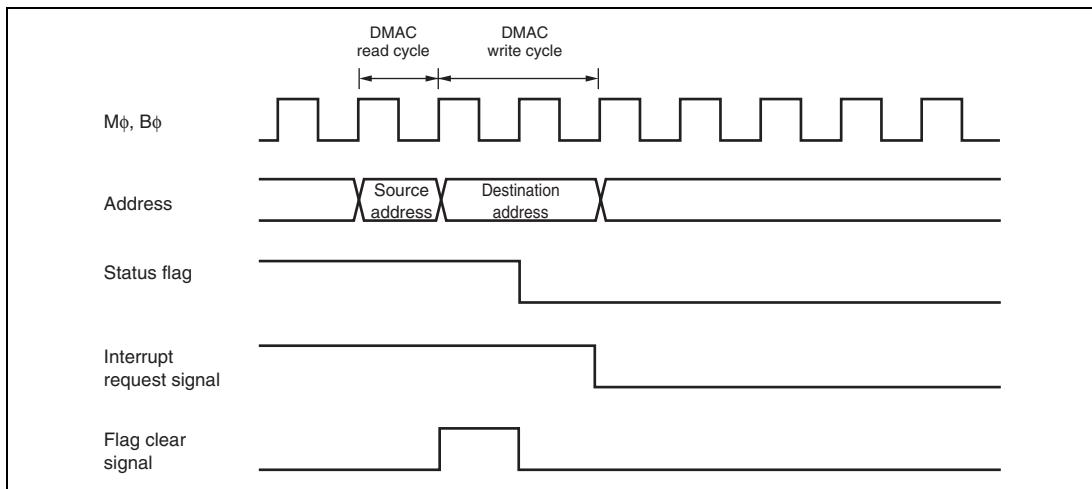 DMAC
read cycle
DMAC
write cycle
Mϕ, Bϕ
Address
Source
address
Destination
address
Status flag
Interrupt
request signal
Flag clear
signal